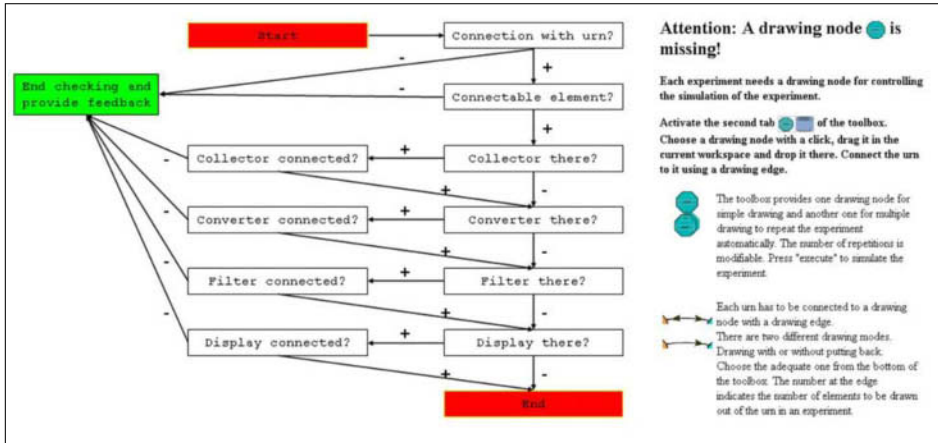 Start
Connection with urn?
-
+
End checking and
provide feedback
-
Connectable element?
+
-
Collector connected?
+
Collector there?
+
-
-
Converter connected?
+
Converter there?
+
-
-
Filter connected?
+
Filter there?
+
-
-
Display connected?
+
Display there?
+
-
End
Attention: A drawing node is
missing!
Each experiment needs a drawing node for controlling
the simulation of the experiment.
Activate the second tab of the toolbox.
Choose a drawing node with a click, drag it in the
current workspace and drop it there. Connect the urn
to it using a drawing edge.
The toolbox provides one drawing node for
simple drawing and another one for multiple
drawing to repeat the experiment
automatically. The number of repetitions is
modifiable. Press "execute" to simulate the
experiment.
Each urn has to be connected to a drawing
node with a drawing edge.
There are two different drawing modes.
Drawing with or without putting back.
Choose the adequate one from the bottom of
the toolbox. The number at the edge
indicates the number of elements to be drawn
out of the urn in an experiment.